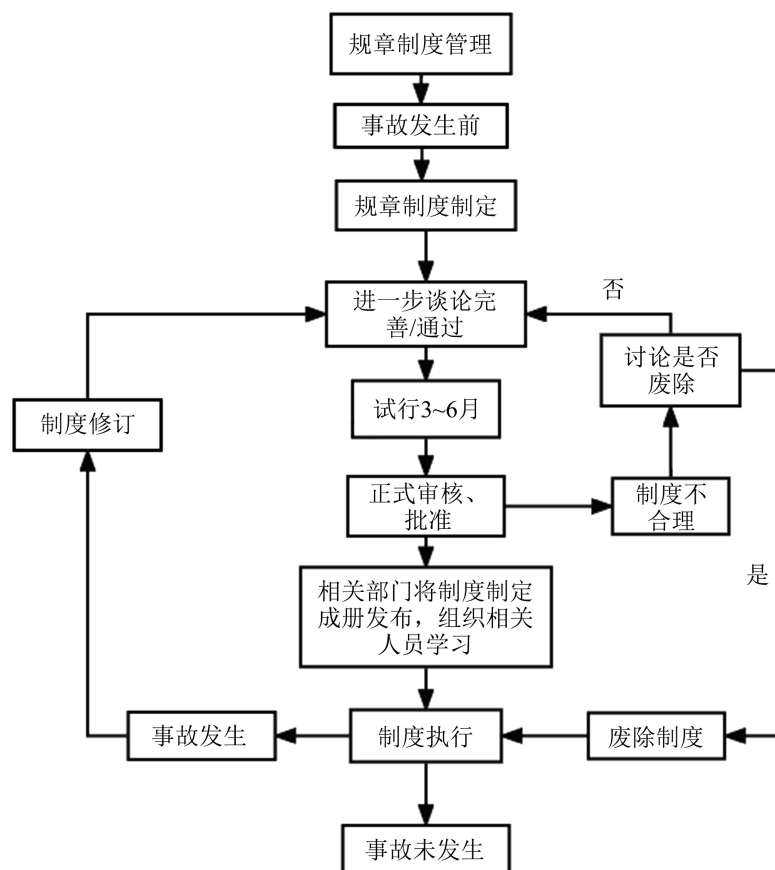 规章制度管理
事故发生前
规章制度制定
进一步谈论完
善/通过
否
讨论是否
废除
试行3~6月
制度修订
正式审核、
批准
制度不
合理
相关部门将制度制定
成册发布，组织相关
人员学习
是
事故发生
制度执行
废除制度
事故未发生